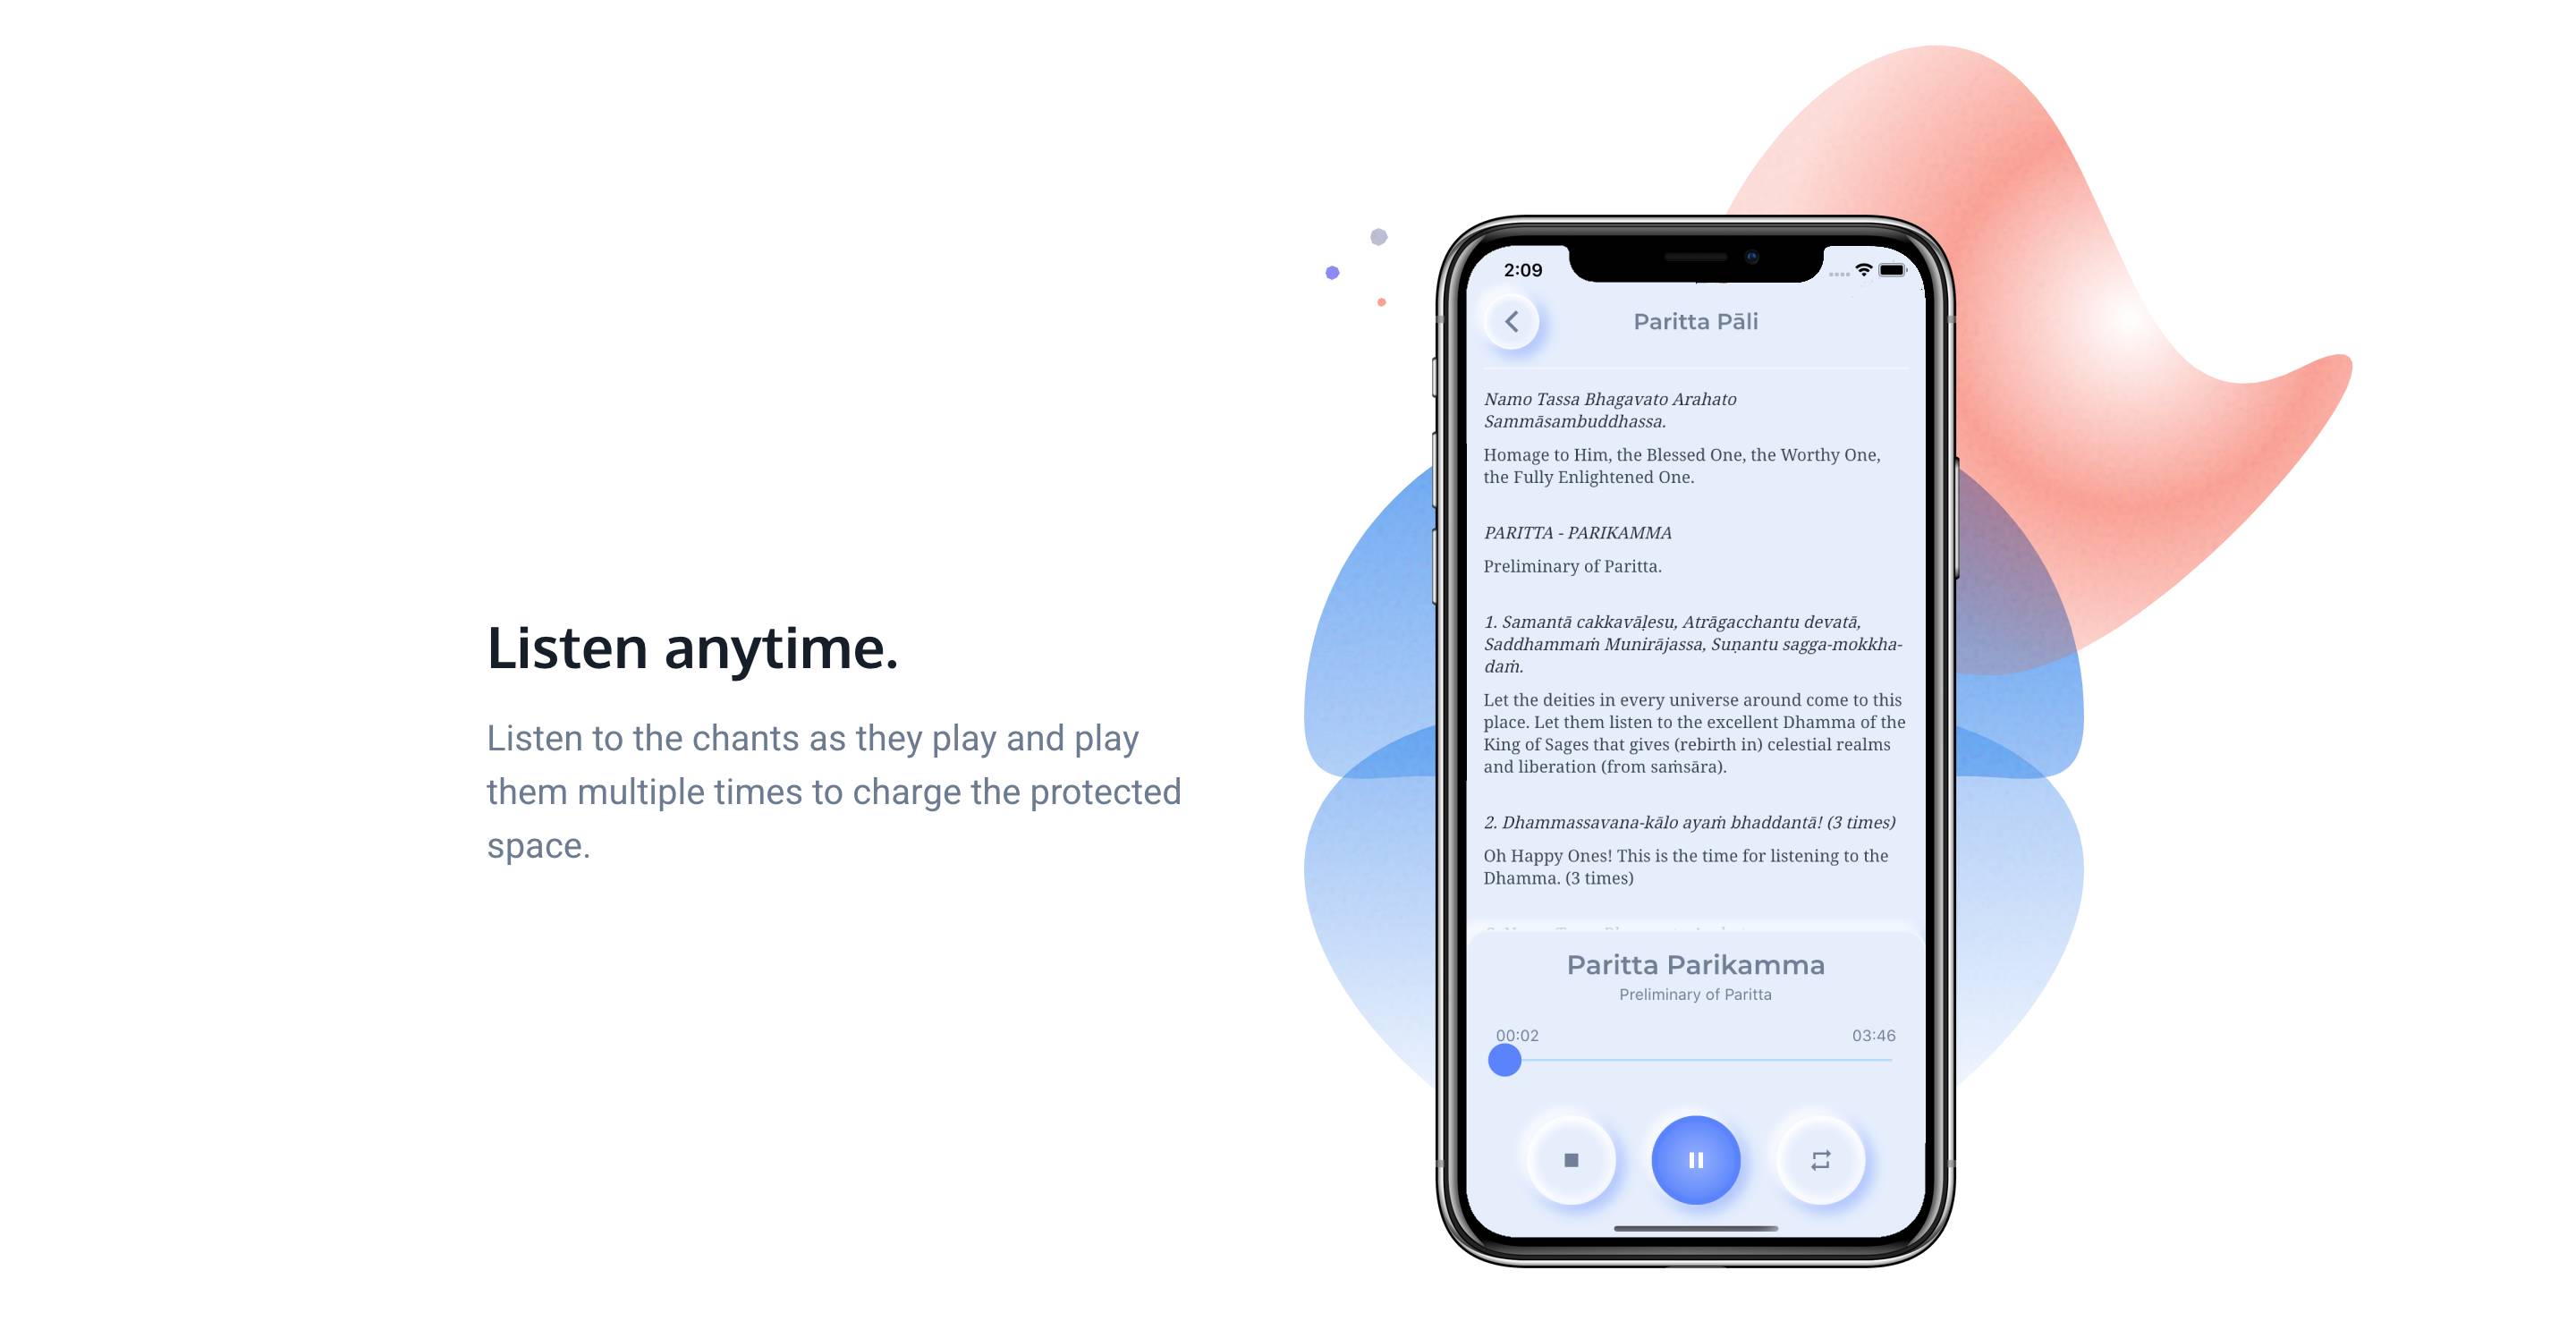 Listen anytime.
Listen to the chants as they play and play
them multiple times to charge the protected
space.
2:09
Paritta Pāli
Namo Tassa Bhagavato Arahato
Sammāsambuddhassa.
Homage to Him, the Blessed One, the Worthy One,
the Fully Enlightened One.
PARITTA - PARIKAMMA
Preliminary of Paritta.
1. Samantā cakkavāḷesu, Atrāgacchantu devatā,
Saddhammaṁ Munirājassa, Suṇantu sagga-mokkha-
daṁ.
Let the deities in every universe around come to this
place. Let them listen to the excellent Dhamma of the
King of Sages that gives (rebirth in) celestial realms
and liberation (from saṁsāra).
2. Dhammassavana-kālo ayaṁ bhaddantā! (3 times)
Oh Happy Ones! This is the time for listening to the
Dhamma. (3 times)
Paritta Parikamma
Preliminary of Paritta
00:02
03:46